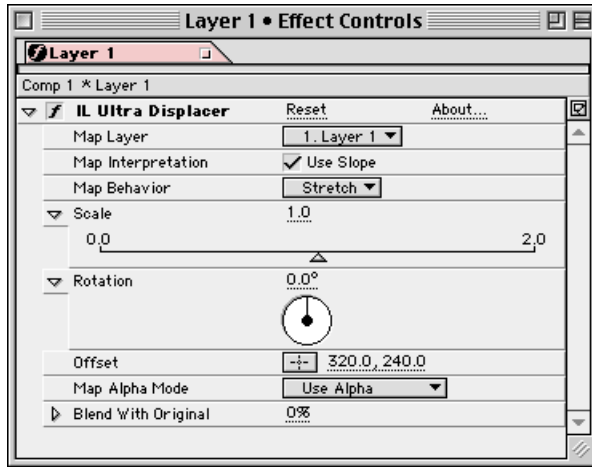 Layer 1 • Effect Controls
Layer 1
Comp 1 * Layer 1
IL Ultra Displacer Reset About...
Map Layer 1. Layer 1
Map Interpretation Use Slope
Map Behavior Stretch
Scale 1.0
0.0 2.0
Rotation 0.0°
Offset 320.0, 240.0
Map Alpha Mode Use Alpha
Blend With Original 0%